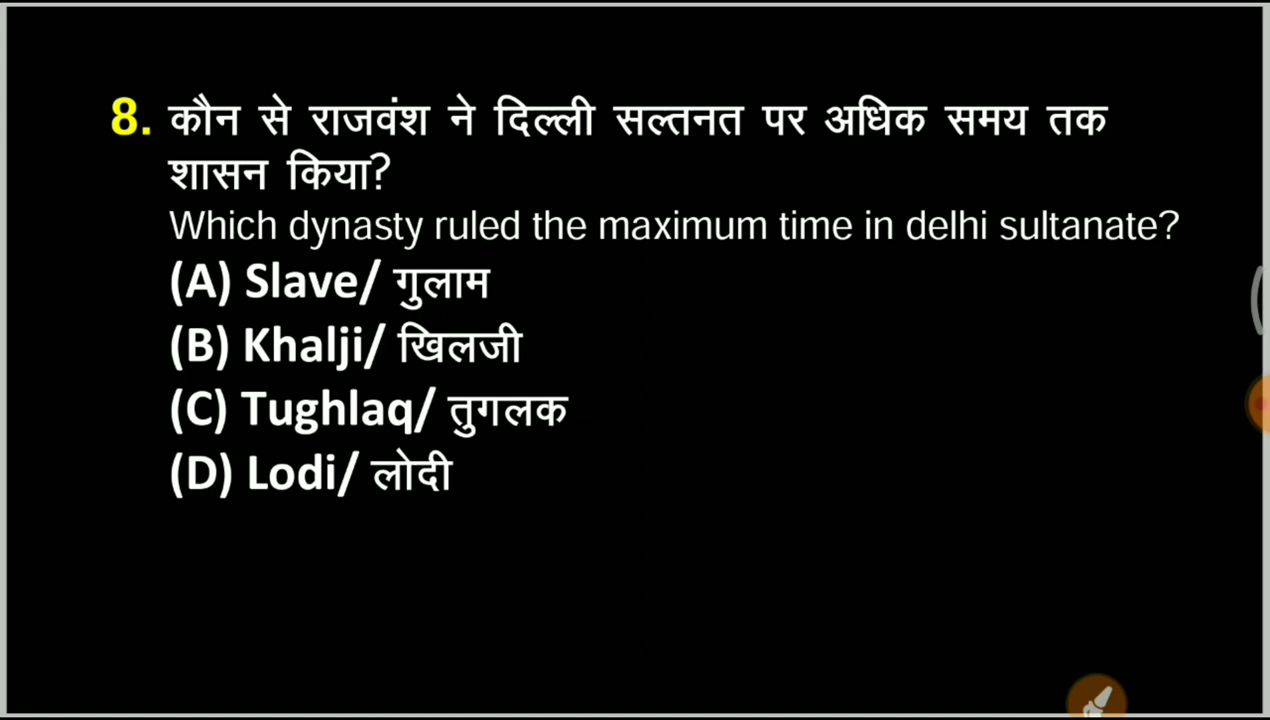 8. कौन से राजवंश ने दिल्ली सल्तनत पर अधिक समय तक
शासन किया?
Which dynasty ruled the maximum time in delhi sultanate?
(A) Slave/ गुलाम
(B) Khalji/ खिलजी
(C) Tughlaq/ तुगलक
(D) Lodi/ लोदी